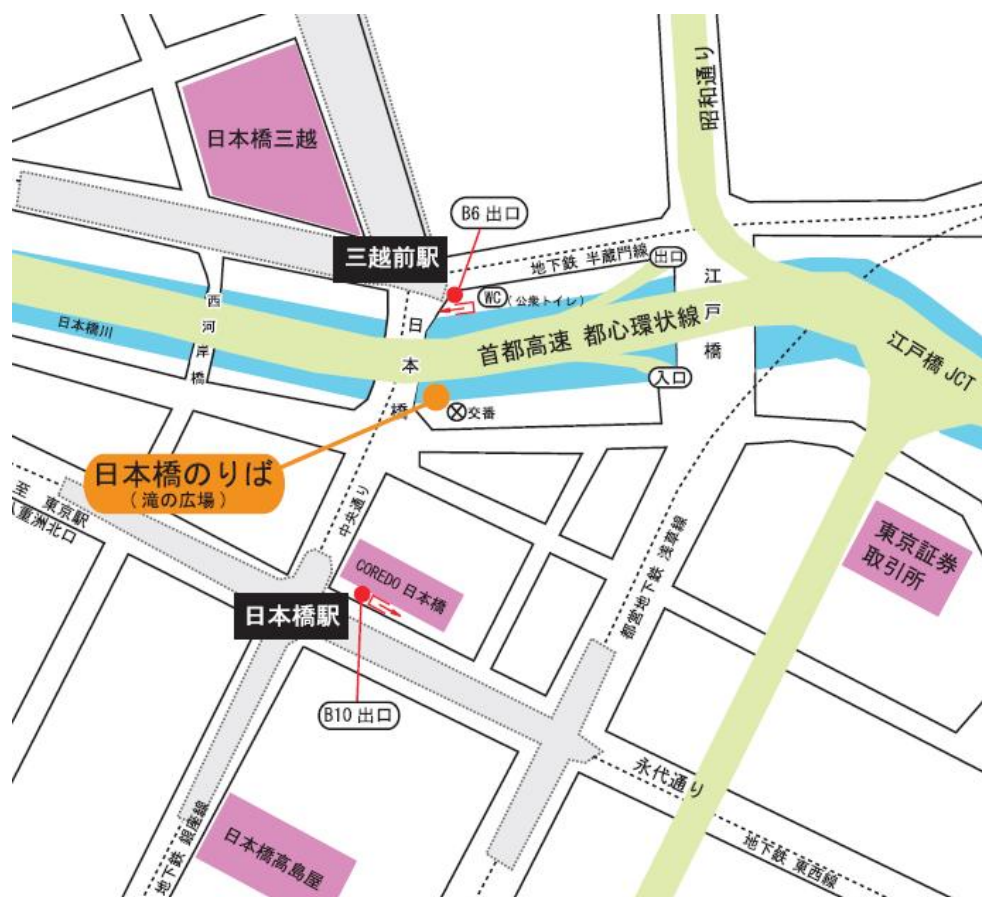 昭和通り
日本橋三越
B6 出口
三越前駅
地下鉄 半蔵門線
出口
WC
(公衆トイレ)
江戸橋
西河岸橋
日本橋川
日本橋
首都高速 都心環状線
江戸橋 JCT
入口
交番
日本橋のりば
(滝の広場)
至 東京駅
八重洲北口
中央通り
都営地下鉄 浅草線
東京証券
取引所
COREDO 日本橋
日本橋駅
B10 出口
永代通り
地下鉄 銀座線
日本橋高島屋
地下鉄 東西線